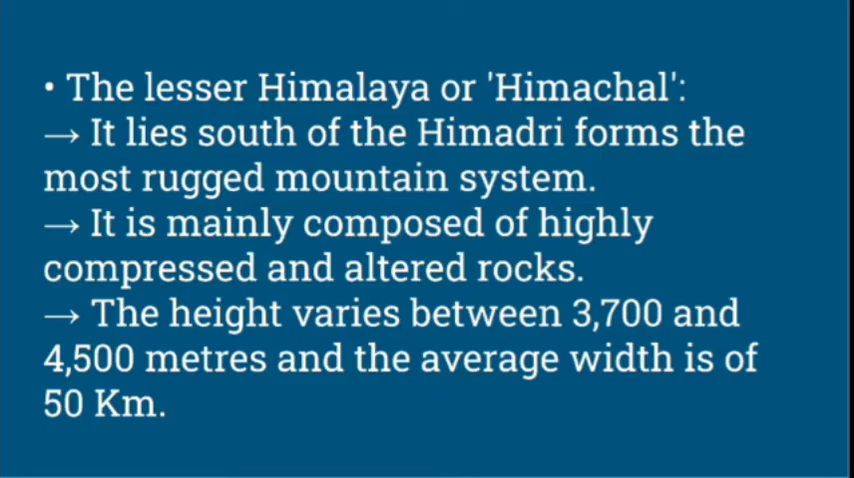 • The lesser Himalaya or 'Himachal':
→ It lies south of the Himadri forms the
most rugged mountain system.
→ It is mainly composed of highly
compressed and altered rocks.
→ The height varies between 3,700 and
4,500 metres and the average width is of
50 Km.